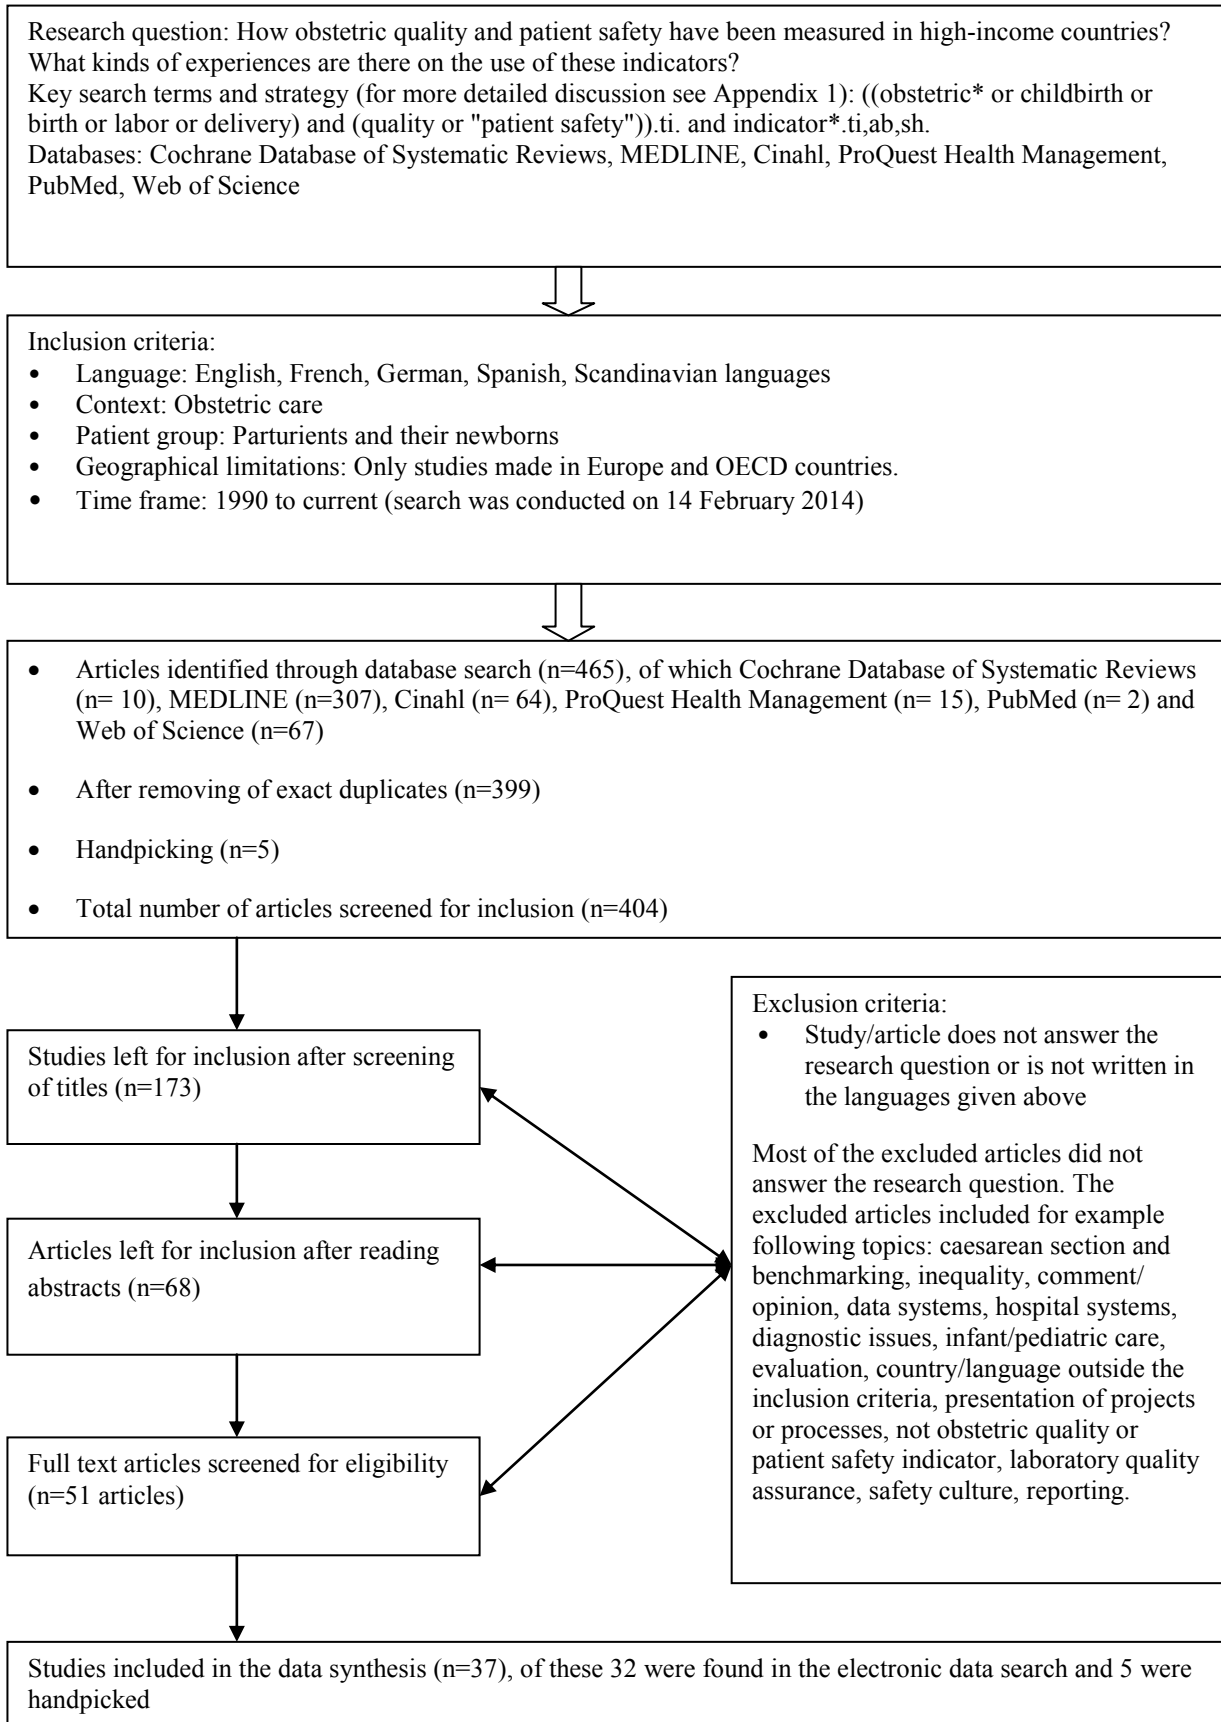 Research question: How obstetric quality and patient safety have been measured in high-income countries?
What kinds of experiences are there on the use of these indicators?
Key search terms and strategy (for more detailed discussion see Appendix 1): ((obstetric* or childbirth or
birth or labor or delivery) and (quality or "patient safety")).ti. and indicator*.ti,ab,sh.
Databases: Cochrane Database of Systematic Reviews, MEDLINE, Cinahl, ProQuest Health Management,
PubMed, Web of Science
Inclusion criteria:
• Language: English, French, German, Spanish, Scandinavian languages
• Context: Obstetric care
• Patient group: Parturients and their newborns
• Geographical limitations: Only studies made in Europe and OECD countries.
• Time frame: 1990 to current (search was conducted on 14 February 2014)
• Articles identified through database search (n=465), of which Cochrane Database of Systematic Reviews
(n= 10), MEDLINE (n=307), Cinahl (n= 64), ProQuest Health Management (n= 15), PubMed (n= 2) and
Web of Science (n=67)
• After removing of exact duplicates (n=399)
• Handpicking (n=5)
• Total number of articles screened for inclusion (n=404)
Studies left for inclusion after screening
of titles (n=173)
Articles left for inclusion after reading
abstracts (n=68)
Full text articles screened for eligibility
(n=51 articles)
Exclusion criteria:
• Study/article does not answer the
research question or is not written in
the languages given above
Most of the excluded articles did not
answer the research question. The
excluded articles included for example
following topics: caesarean section and
benchmarking, inequality, comment/
opinion, data systems, hospital systems,
diagnostic issues, infant/pediatric care,
evaluation, country/language outside the
inclusion criteria, presentation of projects
or processes, not obstetric quality or
patient safety indicator, laboratory quality
assurance, safety culture, reporting.
Studies included in the data synthesis (n=37), of these 32 were found in the electronic data search and 5 were
handpicked